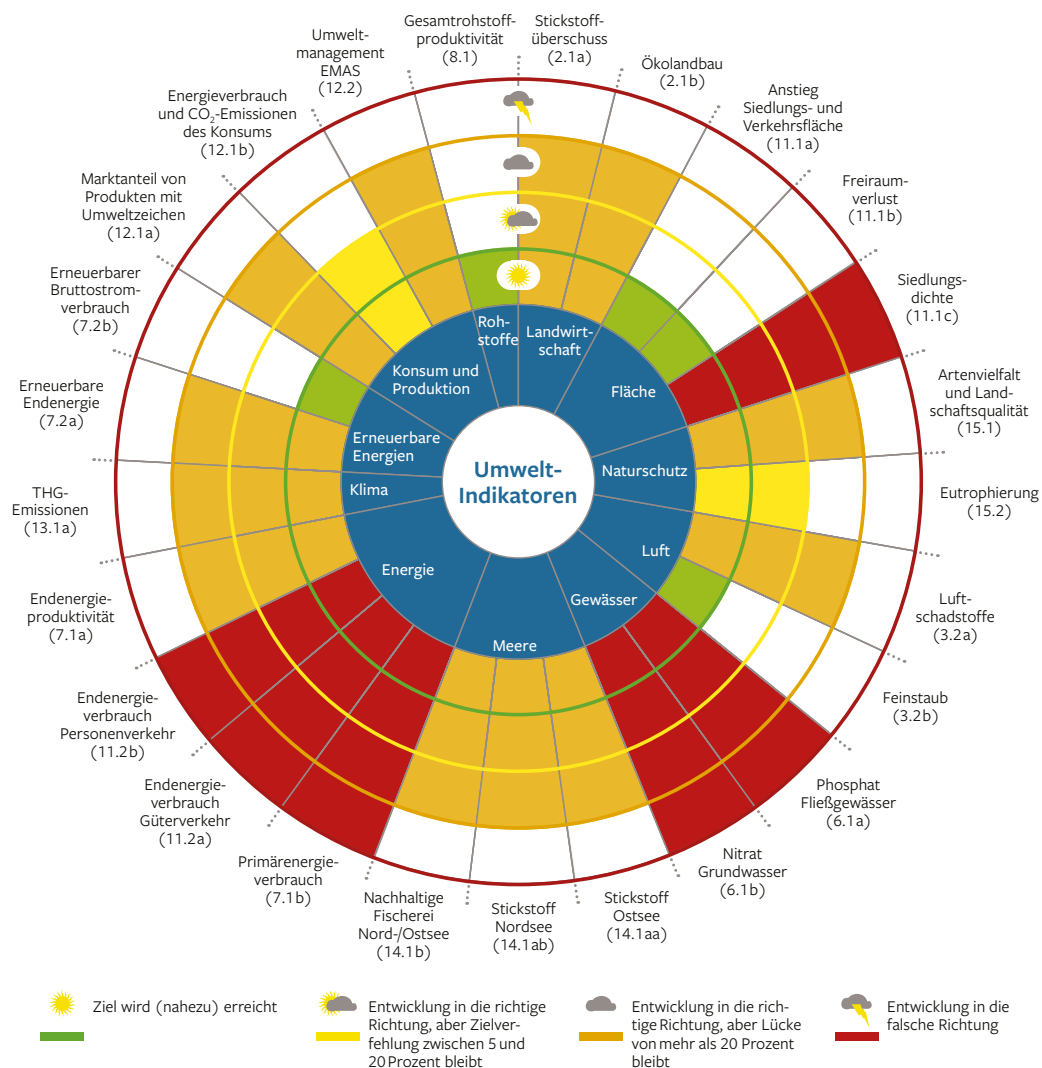 Gesamtrohstoff-
produktivität
(8.1)
Stickstoff-
überschuss
(2.1a)
Ökolandbau
(2.1b)
Anstieg
Siedlungs- und
Verkehrsfläche
(11.1a)
Freiraum-
verlust
(11.1b)
Siedlungs-
dichte
(11.1c)
Artenvielfalt
und Land-
schaftsqualität
(15.1)
Eutrophierung
(15.2)
Luft-
schadstoffe
(3.2a)
Feinstaub
(3.2b)
Phosphat
Fließgewässer
(6.1a)
Nitrat
Grundwasser
(6.1b)
Stickstoff
Ostsee
(14.1aa)
Stickstoff
Nordsee
(14.1ab)
Nachhaltige
Fischerei
Nord-/Ostsee
(14.1b)
Primärenergie-
verbrauch
(7.1b)
Endenergie-
verbrauch
Güterverkehr
(11.2a)
Endenergie-
verbrauch
Personenverkehr
(11.2b)
Endenergie-
produktivität
(7.1a)
THG-
Emissionen
(13.1a)
Erneuerbare
Endenergie
(7.2a)
Erneuerbarer
Bruttostrom-
verbrauch
(7.2b)
Marktanteil von
Produkten mit
Umweltzeichen
(12.1a)
Energieverbrauch
und CO₂-Emissionen
des Konsums
(12.1b)
Umwelt-
management
EMAS
(12.2)
Roh-
stoffe
Landwirt-
schaft
Fläche
Naturschutz
Luft
Gewässer
Meere
Energie
Klima
Erneuerbare
Energien
Konsum und
Produktion
Umwelt-
Indikatoren
Ziel wird (nahezu) erreicht
Entwicklung in die richtige
Richtung, aber Zielver-
fehlung zwischen 5 und
20 Prozent bleibt
Entwicklung in die rich-
tige Richtung, aber Lücke
von mehr als 20 Prozent
bleibt
Entwicklung in die
falsche Richtung